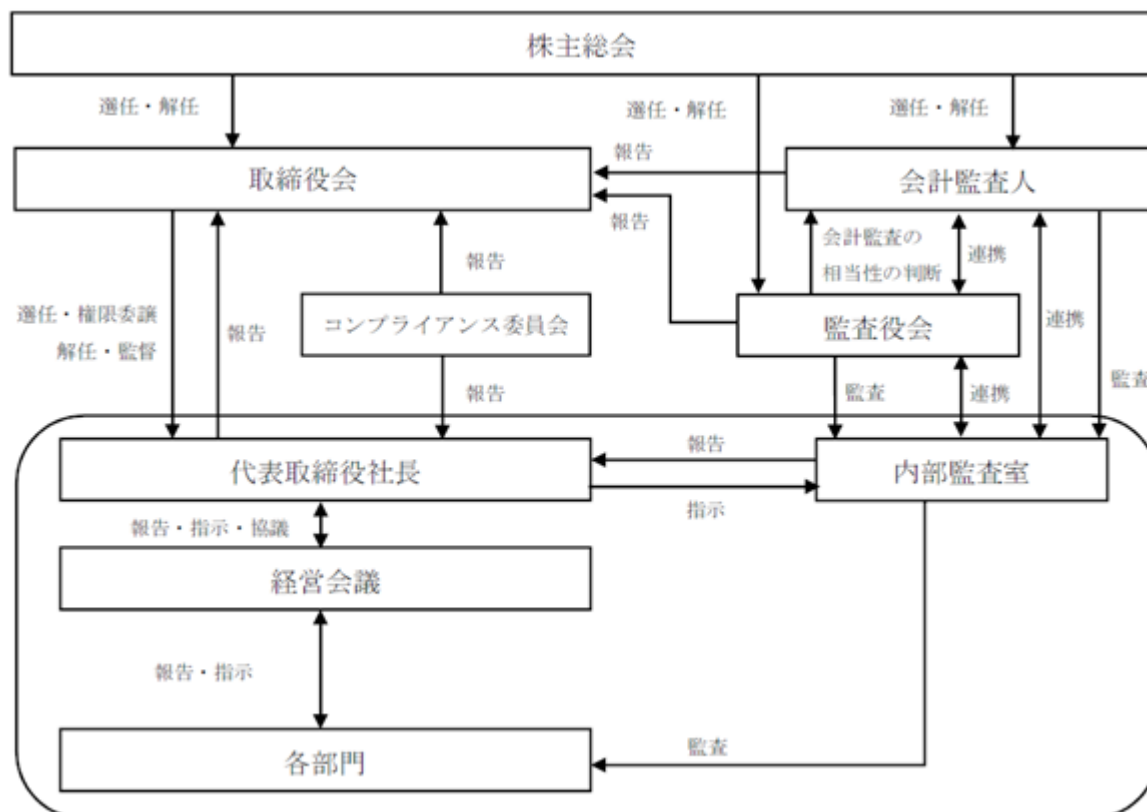 株主総会
選任・解任
選任・解任
選任・解任
報告
取締役会
会計監査人
報告
会計監査の
相当性の判断
連携
報告
選任・権限委譲
解任・監督
報告
コンプライアンス委員会
監査役会
連携
監査
報告
監査
連携
代表取締役社長
報告
内部監査室
指示
報告・指示・協議
経営会議
報告・指示
各部門
監査